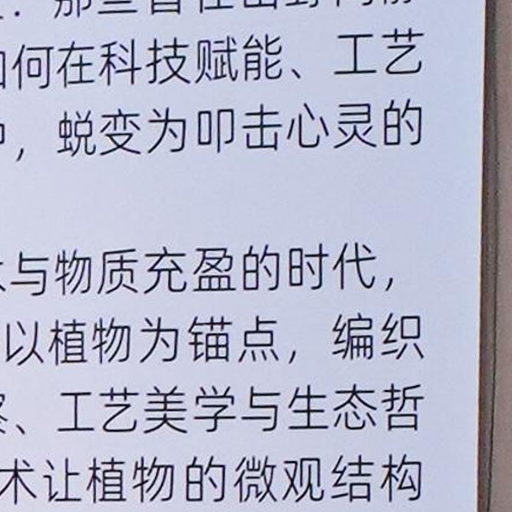 如何在科技赋能、工艺
中，蜕变为叩击心灵的
与物质充盈的时代，
以植物为锚点，编织
、工艺美学与生态哲
术让植物的微观结构